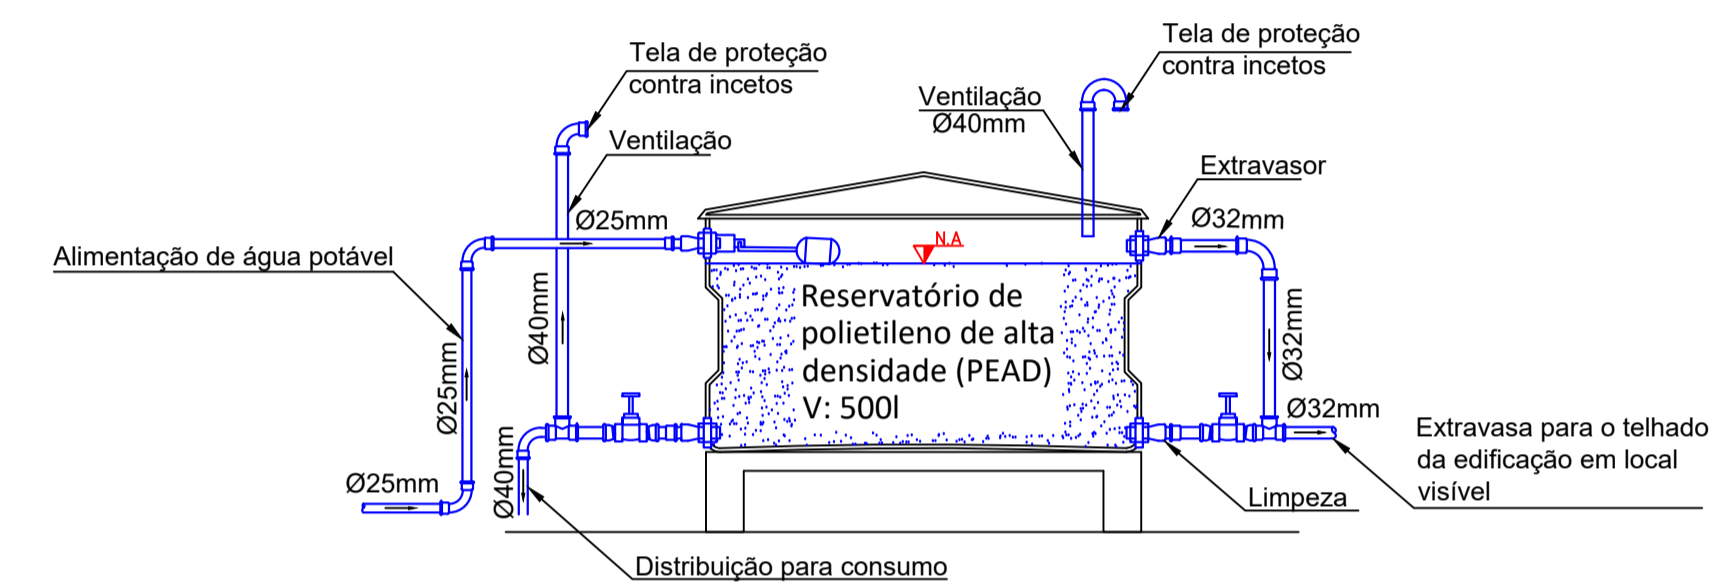 Tela de proteção
contra incetos
Tela de proteção
contra incetos
Ventilação
Ø40mm
Ventilação
Extravasor
Ø25mm
Ø32mm
N.A
Alimentação de água potável
Reservatório de
polietileno de alta
densidade (PEAD)
V: 500l
Ø40mm
Ø32mm
Ø25mm
Ø32mm
Extravasa para o telhado
da edificação em local
visível
Ø25mm
Ø40mm
Limpeza
Distribuição para consumo